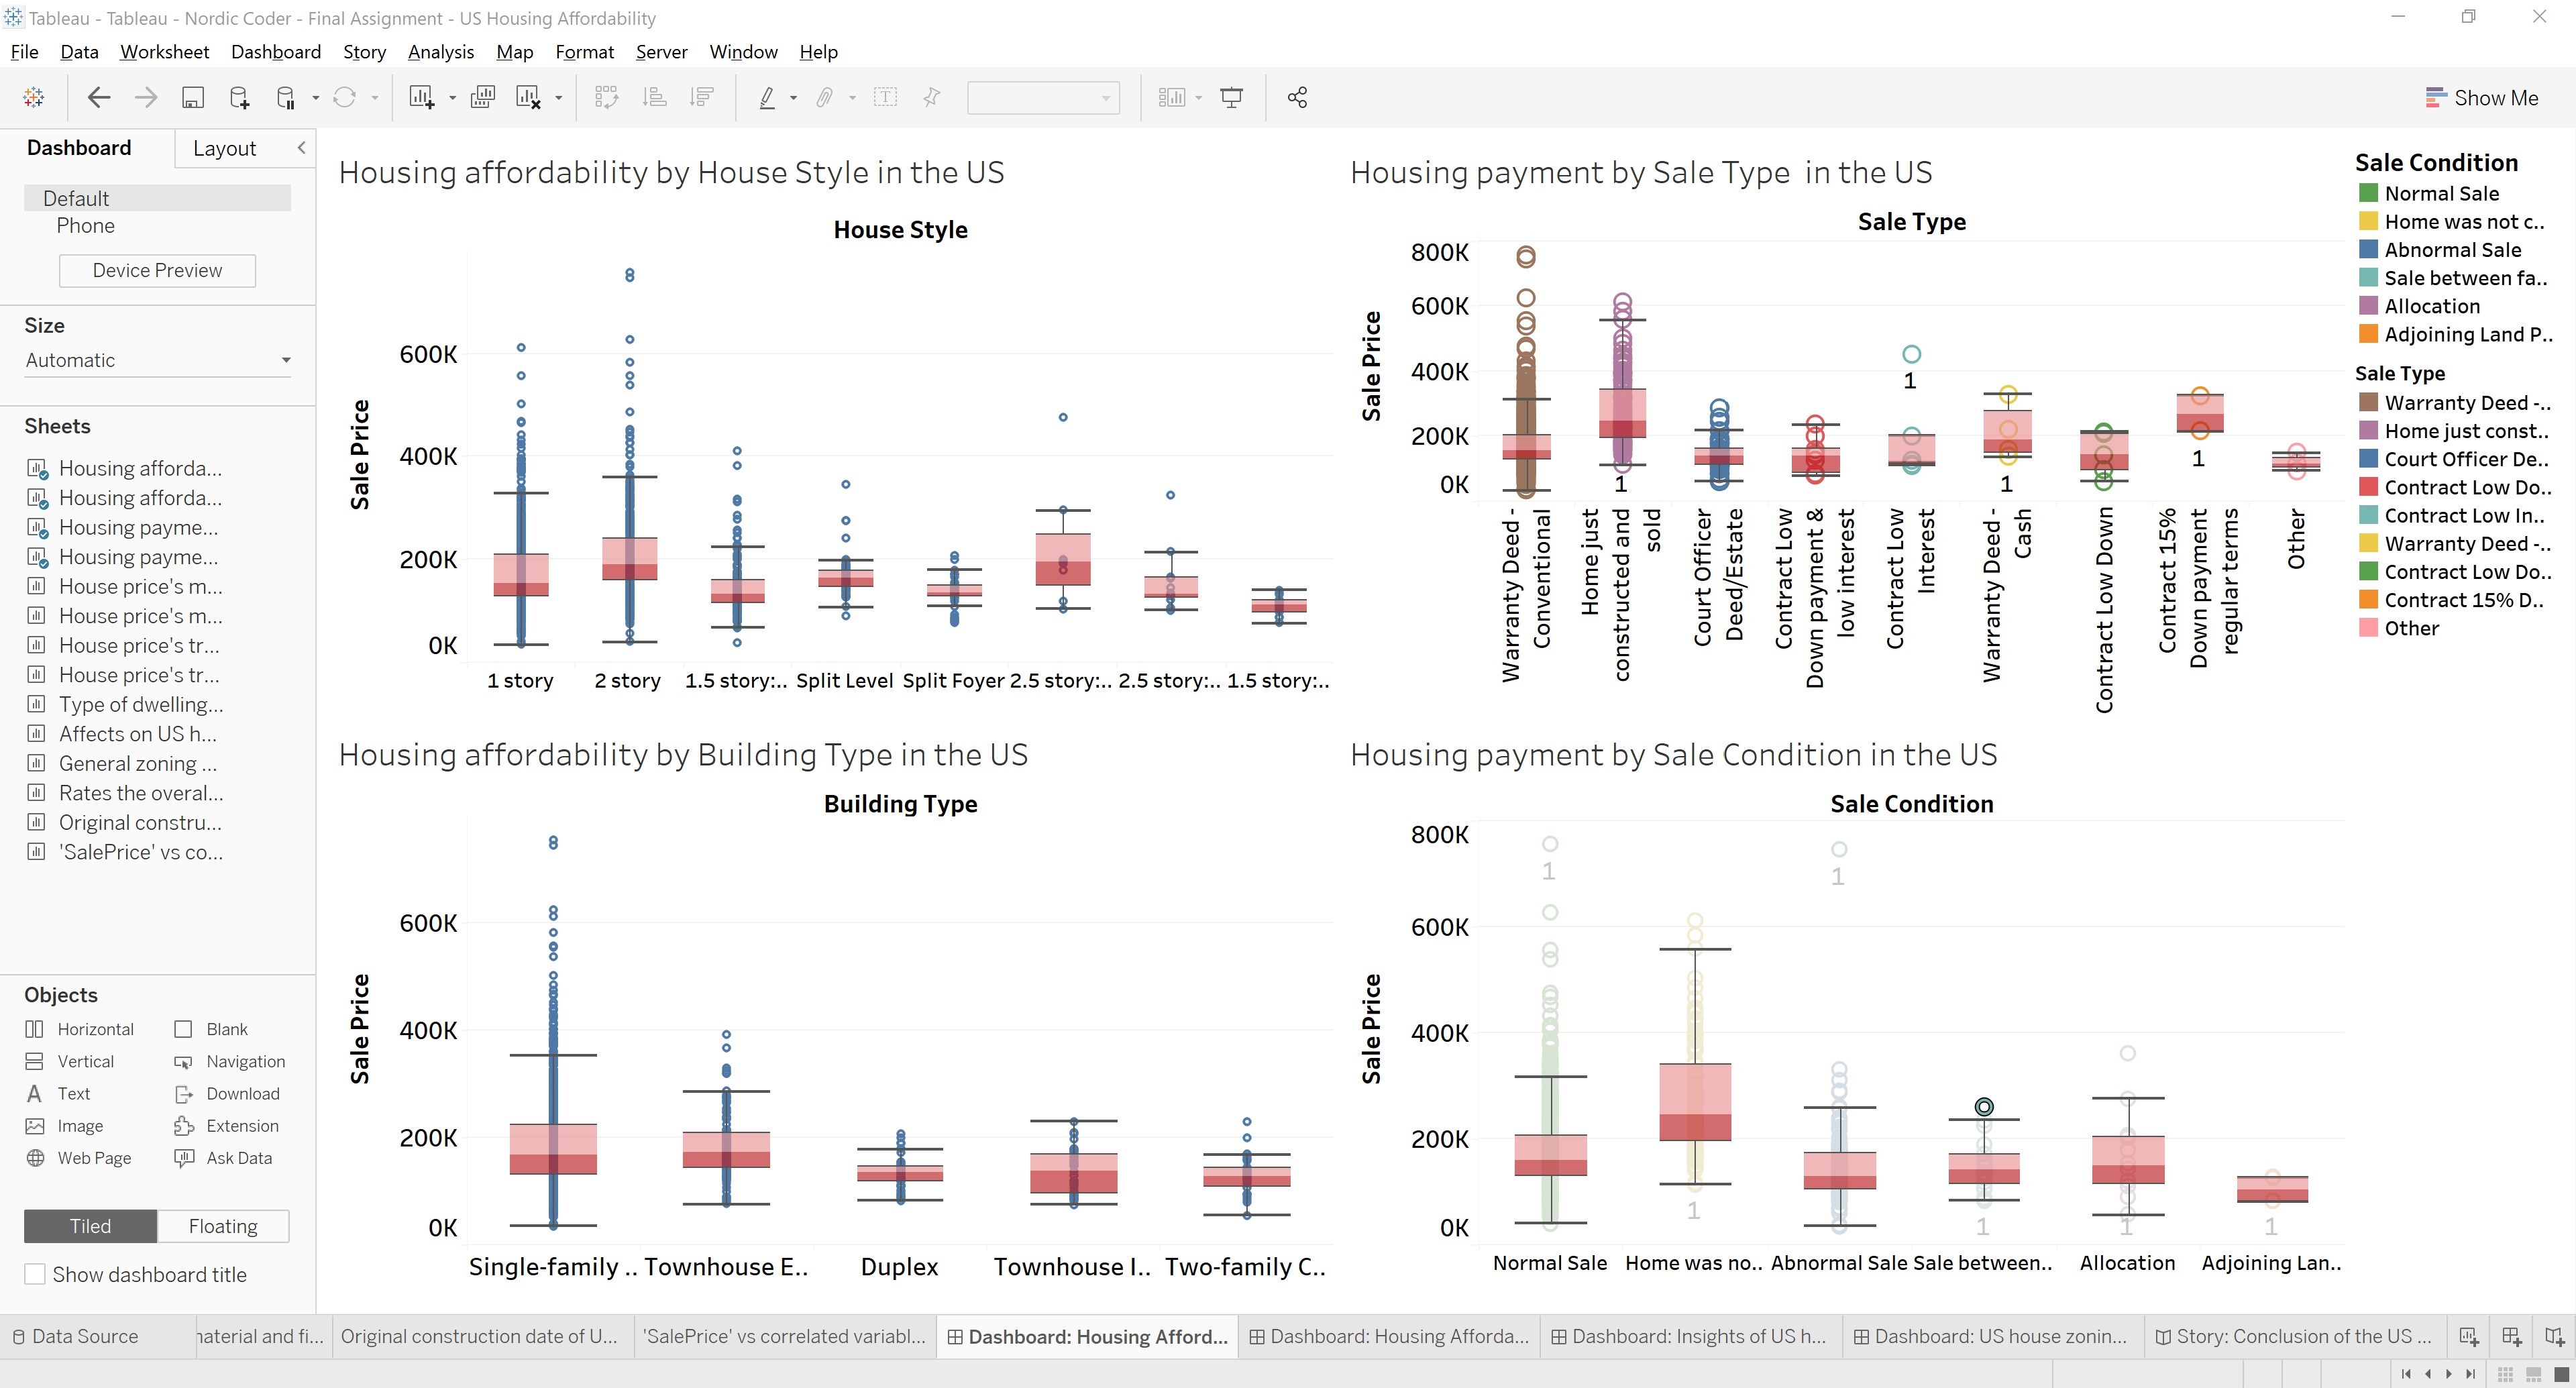 Tableau - Tableau - Nordic Coder - Final Assignment - US Housing Affordability
File Data Worksheet Dashboard Story Analysis Map Format Server Window Help
Show Me
Dashboard Layout
Default
Phone
Device Preview
Size
Automatic
Sheets
Housing afforda...
Housing afforda...
Housing payme...
Housing payme...
House price's m...
House price's m...
House price's tr...
House price's tr...
Type of dwelling...
Affects on US h...
General zoning ...
Rates the overal...
Original constru...
'SalePrice' vs co...
Objects
Horizontal Blank
Vertical Navigation
Text Download
Image Extension
Web Page Ask Data
Tiled Floating
Show dashboard title
Housing affordability by House Style in the US
House Style
Sale Price
600K
400K
200K
0K
1 story 2 story 1.5 story:.. Split Level Split Foyer 2.5 story:.. 2.5 story:.. 1.5 story:..
Housing payment by Sale Type in the US
Sale Type
Sale Price
800K
600K
400K
200K
0K
1
1
1
1
Warranty Deed -
Conventional
Home just
constructed and
sold
Court Officer
Deed/Estate
Contract Low
Down payment &
low interest
Contract Low
Interest
Warranty Deed -
Cash
Contract Low Down
Contract 15%
Down payment
regular terms
Other
Sale Condition
Normal Sale
Home was not c..
Abnormal Sale
Sale between fa..
Allocation
Adjoining Land P..
Sale Type
Warranty Deed -..
Home just const..
Court Officer De..
Contract Low Do..
Contract Low In..
Warranty Deed -..
Contract Low Do..
Contract 15% D..
Other
Housing affordability by Building Type in the US
Building Type
Sale Price
600K
400K
200K
0K
Single-family .. Townhouse E.. Duplex Townhouse I.. Two-family C..
Housing payment by Sale Condition in the US
Sale Condition
Sale Price
800K
600K
400K
200K
0K
1
1
1
1
1
1
Normal Sale Home was no.. Abnormal Sale Sale between.. Allocation Adjoining Lan..
Data Source
naterial and fi... Original construction date of U... 'SalePrice' vs correlated variabl... Dashboard: Housing Afford... Dashboard: Housing Afforda... Dashboard: Insights of US h... Dashboard: US house zonin... Story: Conclusion of the US ...